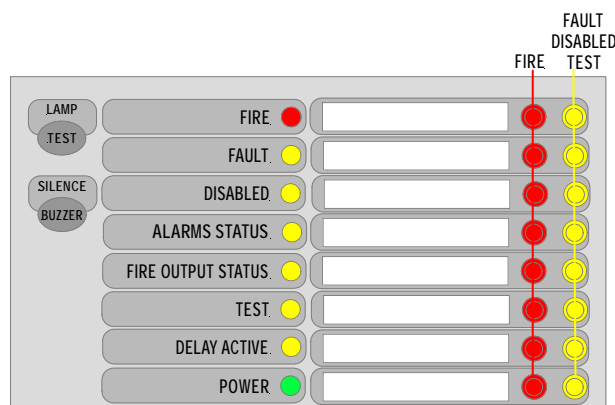 FAULT
DISABLED
FIRE TEST
LAMP
TEST
FIRE
FAULT
SILENCE
BUZZER
DISABLED
ALARMS STATUS
FIRE OUTPUT STATUS
TEST
DELAY ACTIVE
POWER